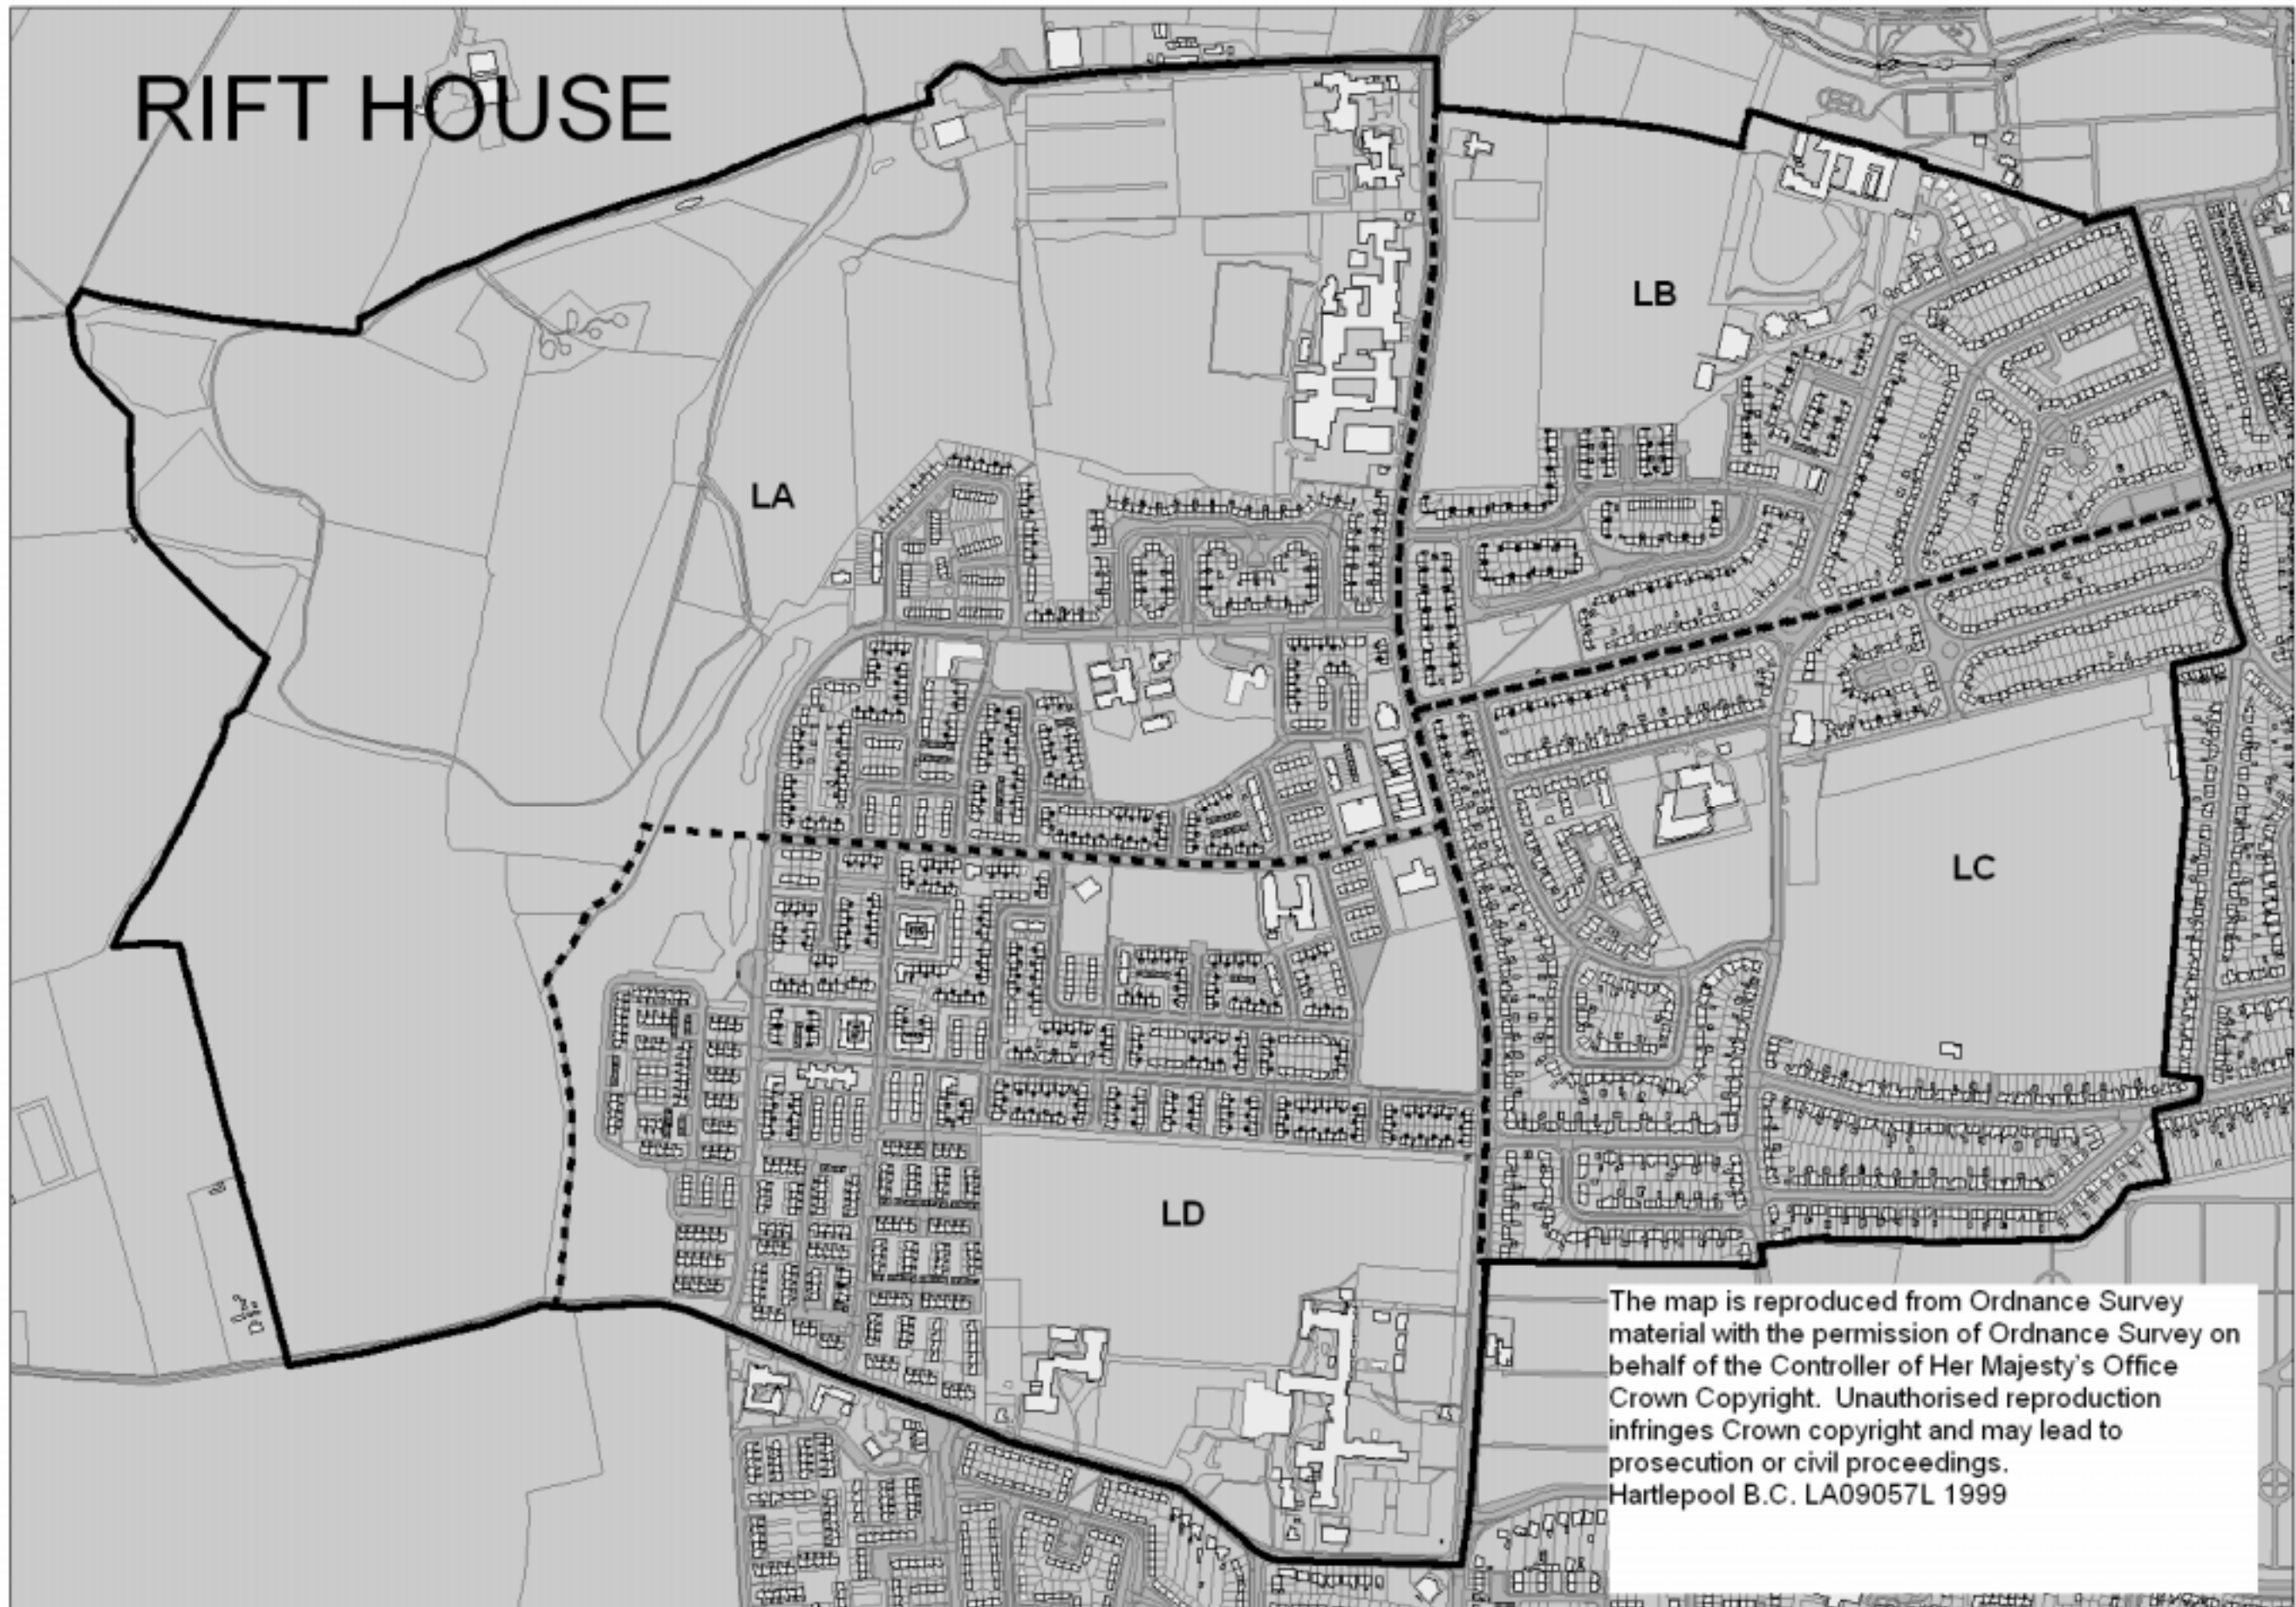 RIFT HOUSE
LB
LA
LC
LD
The map is reproduced from Ordnance Survey
material with the permission of Ordnance Survey on
behalf of the Controller of Her Majesty's Office
Crown Copyright.  Unauthorised reproduction
infringes Crown copyright and may lead to
prosecution or civil proceedings.
Hartlepool B.C. LA09057L 1999